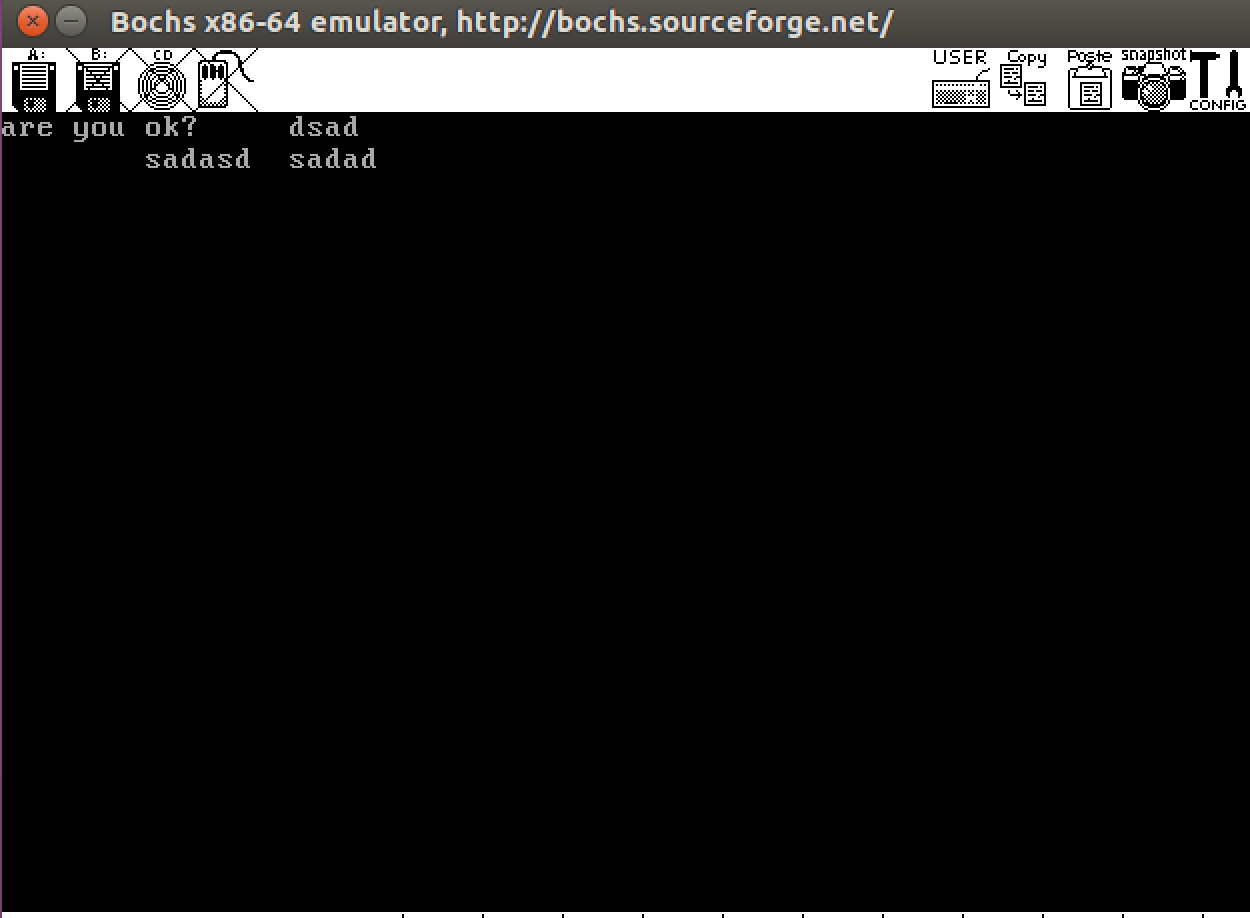 Bochs x86-64 emulator, http://bochs.sourceforge.net/
A: B: CD USER Copy Paste snapshot CONFIG
are you ok? dsad
sadasd sadad